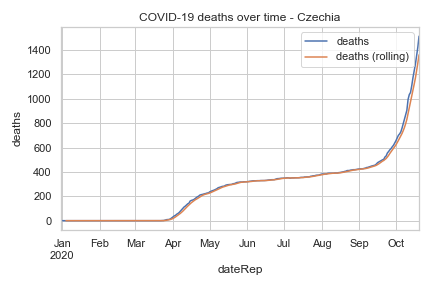 COVID-19 deaths over time - Czechia
deaths
deaths (rolling)
deaths
1400
1200
1000
800
600
400
200
0
Jan Feb Mar Apr May Jun Jul Aug Sep Oct
2020
dateRep